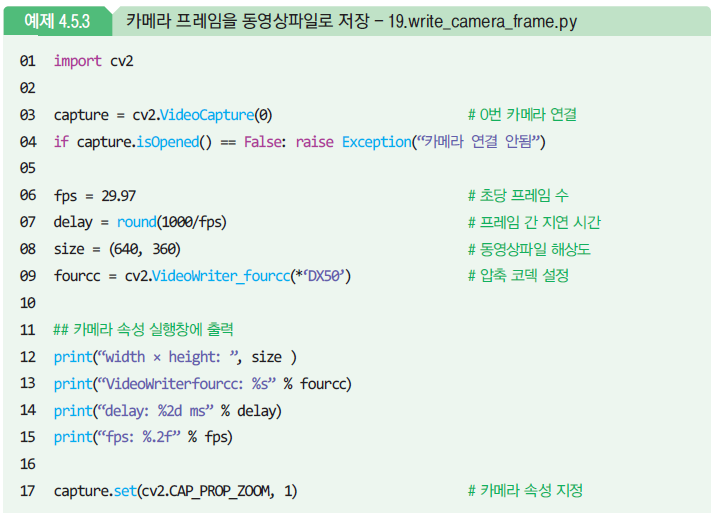 예제 4.5.3 카메라 프레임을 동영상파일로 저장 – 19.write_camera_frame.py
01 import cv2
02
03 capture = cv2.VideoCapture(0) # 0번 카메라 연결
04 if capture.isOpened() == False: raise Exception(“카메라 연결 안됨”)
05
06 fps = 29.97 # 초당 프레임 수
07 delay = round(1000/fps) # 프레임 간 지연 시간
08 size = (640, 360) # 동영상파일 해상도
09 fourcc = cv2.VideoWriter_fourcc(*‘DX50’) # 압축 코덱 설정
10
11 ## 카메라 속성 실행창에 출력
12 print(“width × height: ”, size )
13 print(“VideoWriterfourcc: %s” % fourcc)
14 print(“delay: %2d ms” % delay)
15 print(“fps: %.2f” % fps)
16
17 capture.set(cv2.CAP_PROP_ZOOM, 1) # 카메라 속성 지정